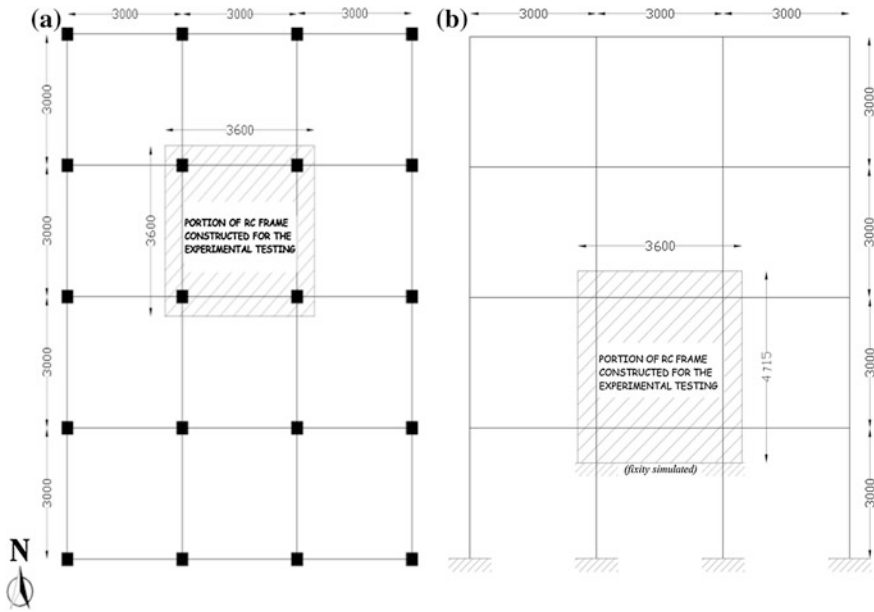 (a)
3000 3000 3000
3000
3000
3000
3000
3600
3600
PORTION OF RC FRAME
CONSTRUCTED FOR THE
EXPERIMENTAL TESTING
N
(b)
3000 3000 3000
3600
PORTION OF RC FRAME
CONSTRUCTED FOR THE
EXPERIMENTAL TESTING
4715
(fixity simulated)
3000
3000
3000
3000